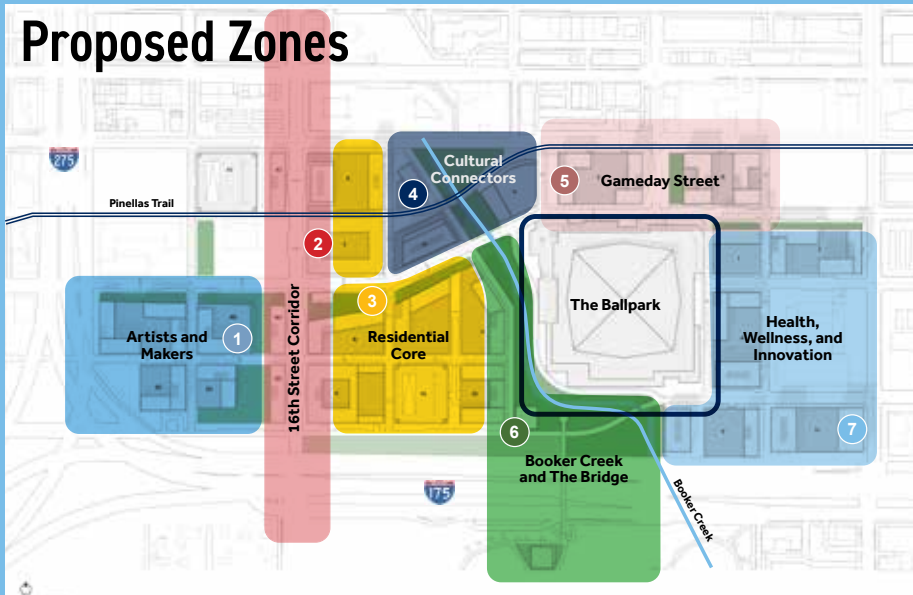 Proposed Zones
275
Pinellas Trail
Cultural
Connectors
4
5
Gameday Street
2
3
Artists and
Makers
1
16th Street Corridor
Residential
Core
The Ballpark
Health,
Wellness, and
Innovation
6
7
Booker Creek
and The Bridge
175
Booker Creek